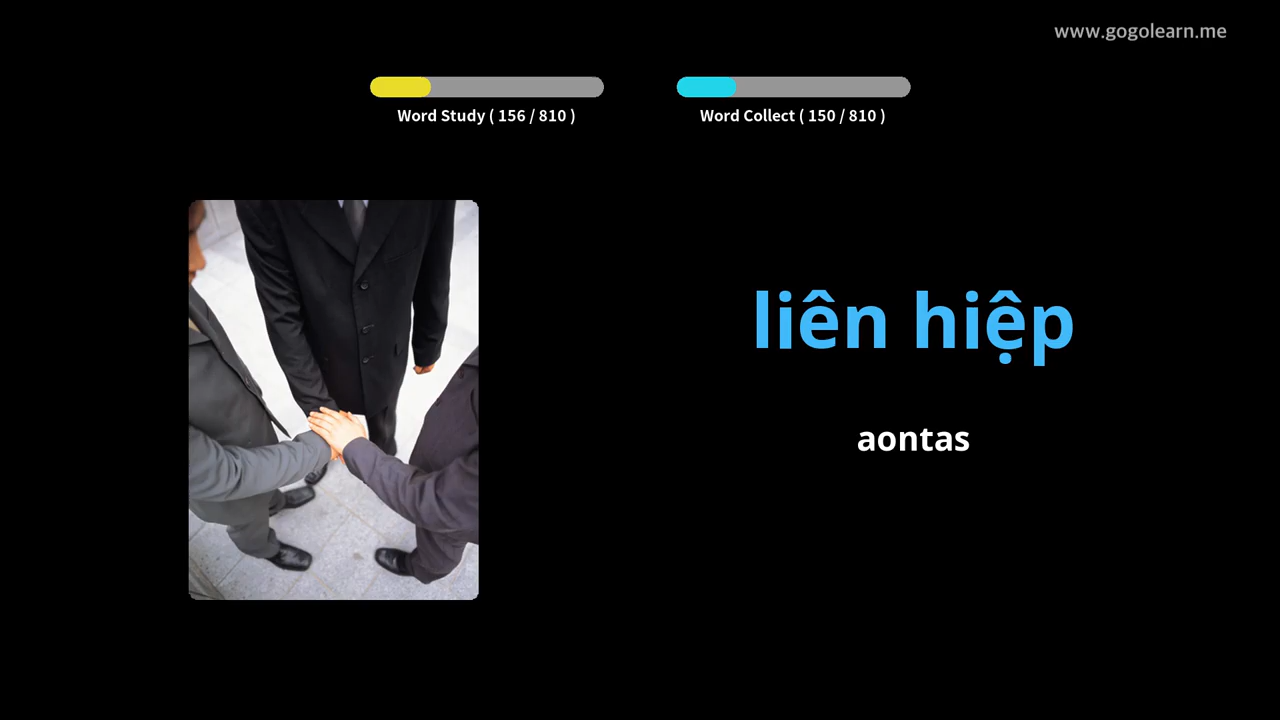 www.gogolearn.me
Word Study ( 156 / 810 )
Word Collect ( 150 / 810 )
liên hiệp
aontas